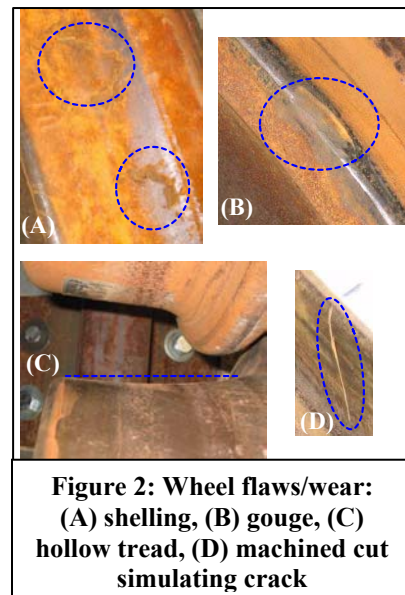 (A)
(B)
(C)
(D)
Figure 2: Wheel flaws/wear:
(A) shelling, (B) gouge, (C)
hollow tread, (D) machined cut
simulating crack